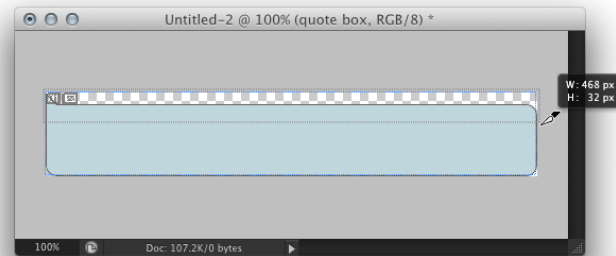 Untitled-2 @ 100% (quote box, RGB/8) *
W: 468 px
H: 32 px
100%
Doc: 107.2K/0 bytes